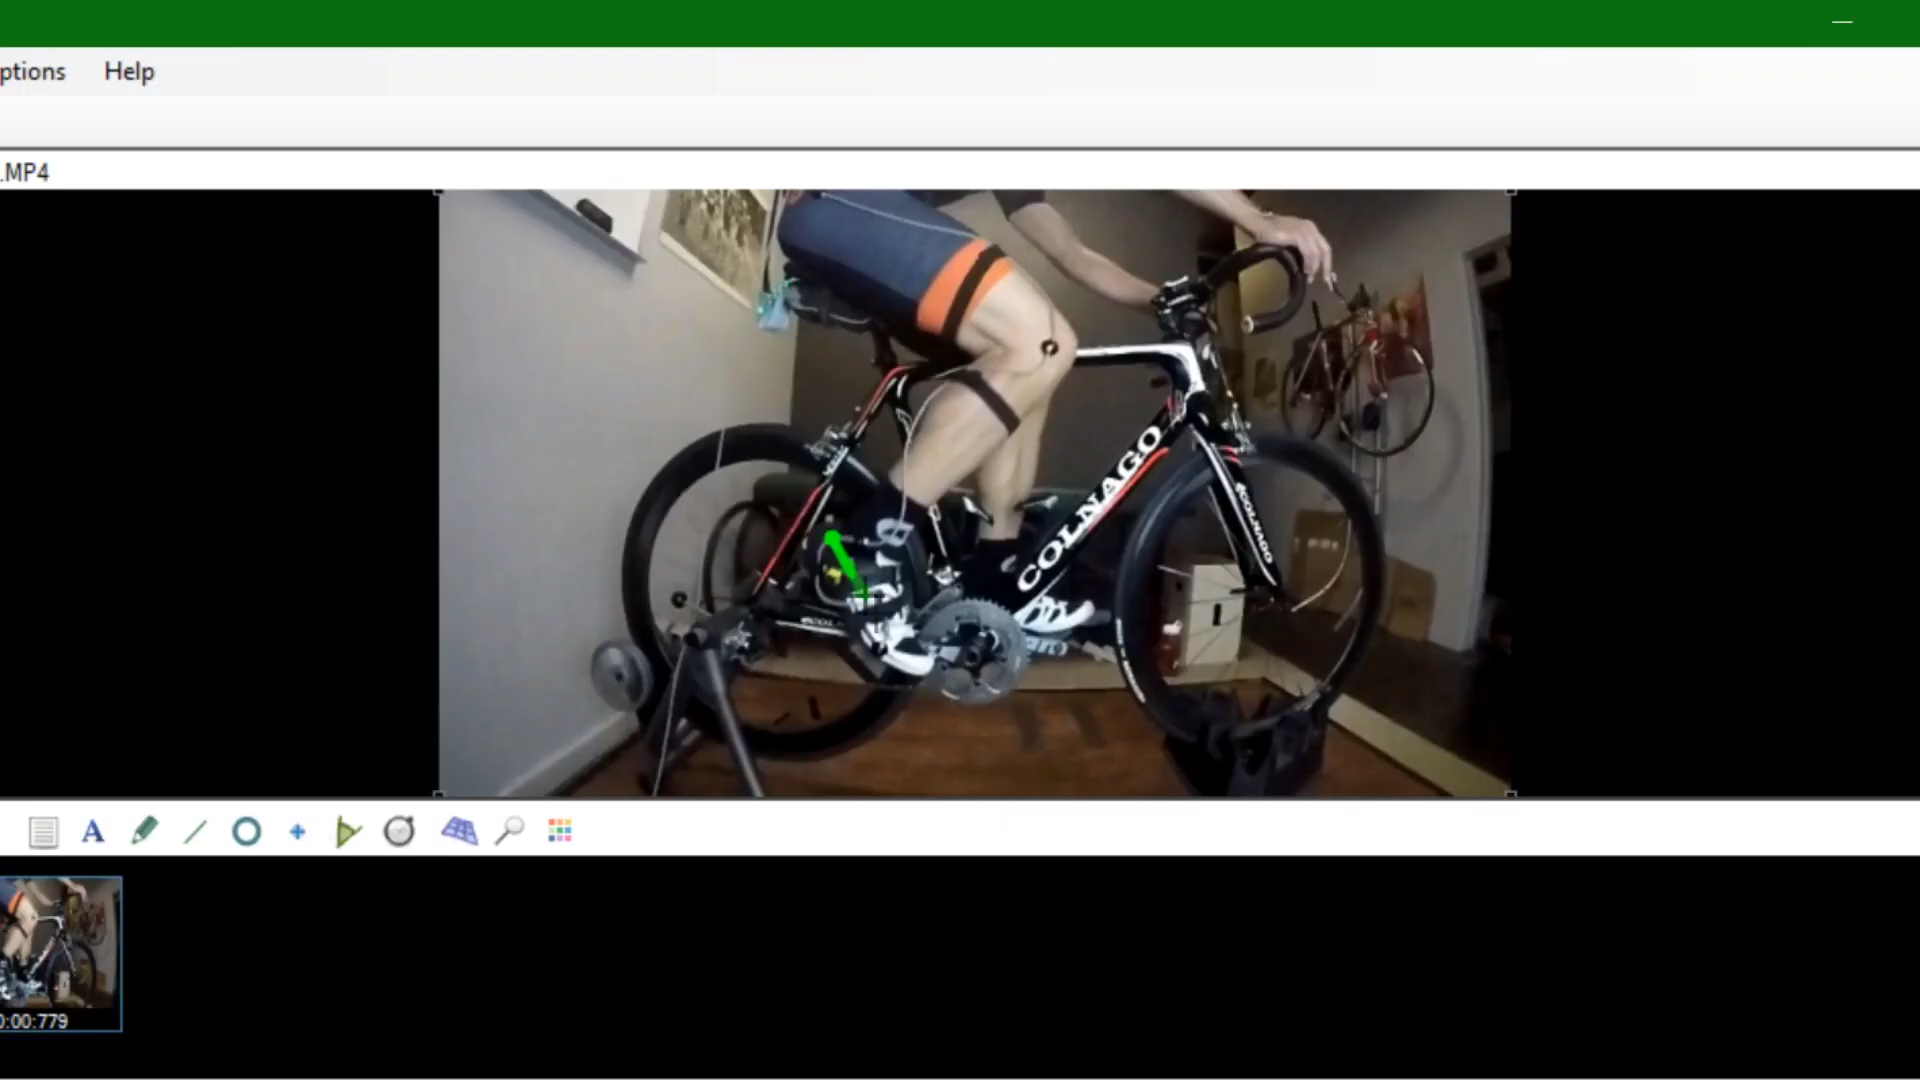 ptions Help
.MP4
COLNAGO
COLNAGO
A
0:00:779